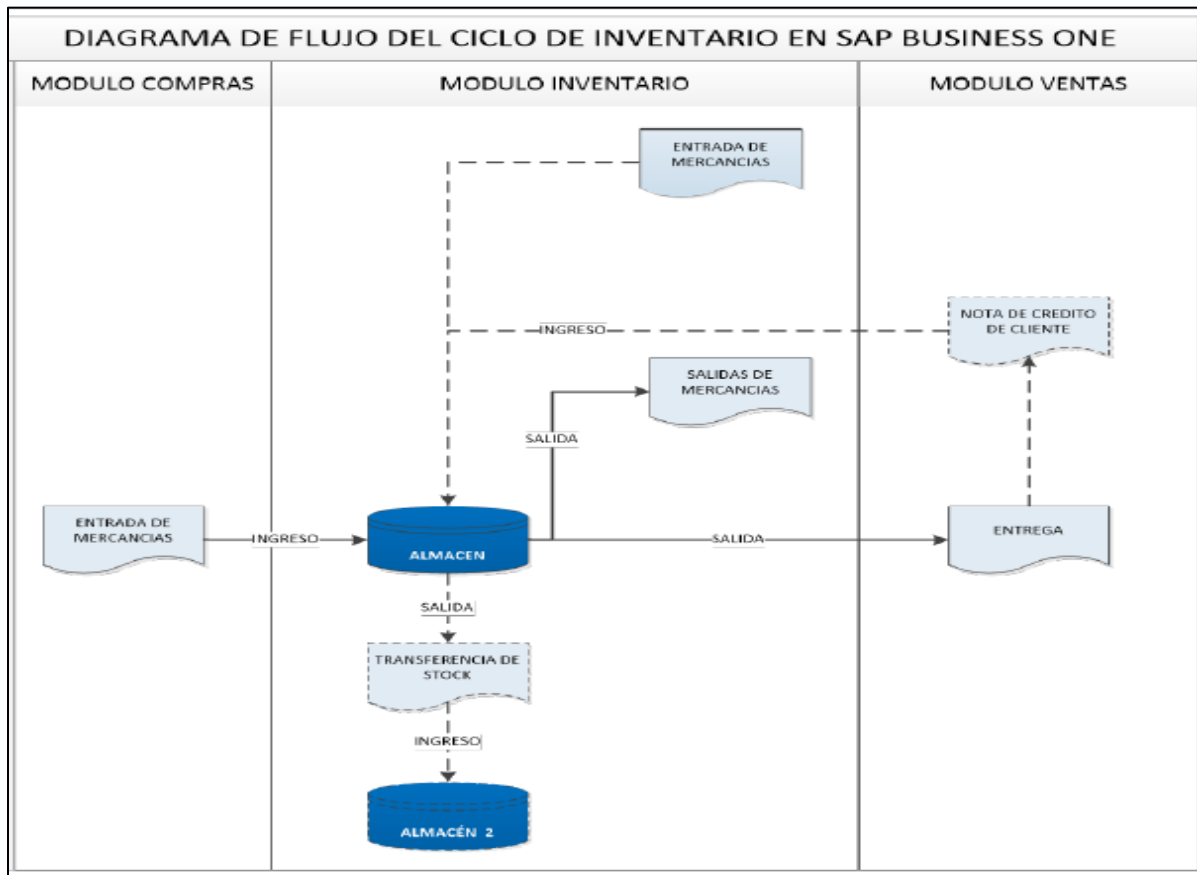 DIAGRAMA DE FLUJO DEL CICLO DE INVENTARIO EN SAP BUSINESS ONE
MODULO COMPRAS
MODULO INVENTARIO
MODULO VENTAS
ENTRADA DE
MERCANCIAS
INGRESO
NOTA DE CREDITO
DE CLIENTE
SALIDAS DE
MERCANCIAS
SALIDA
ENTRADA DE
MERCANCIAS
INGRESO
ALMACEN
SALIDA
ENTREGA
SALIDA
TRANSFERENCIA DE
STOCK
INGRESO
ALMACÉN 2